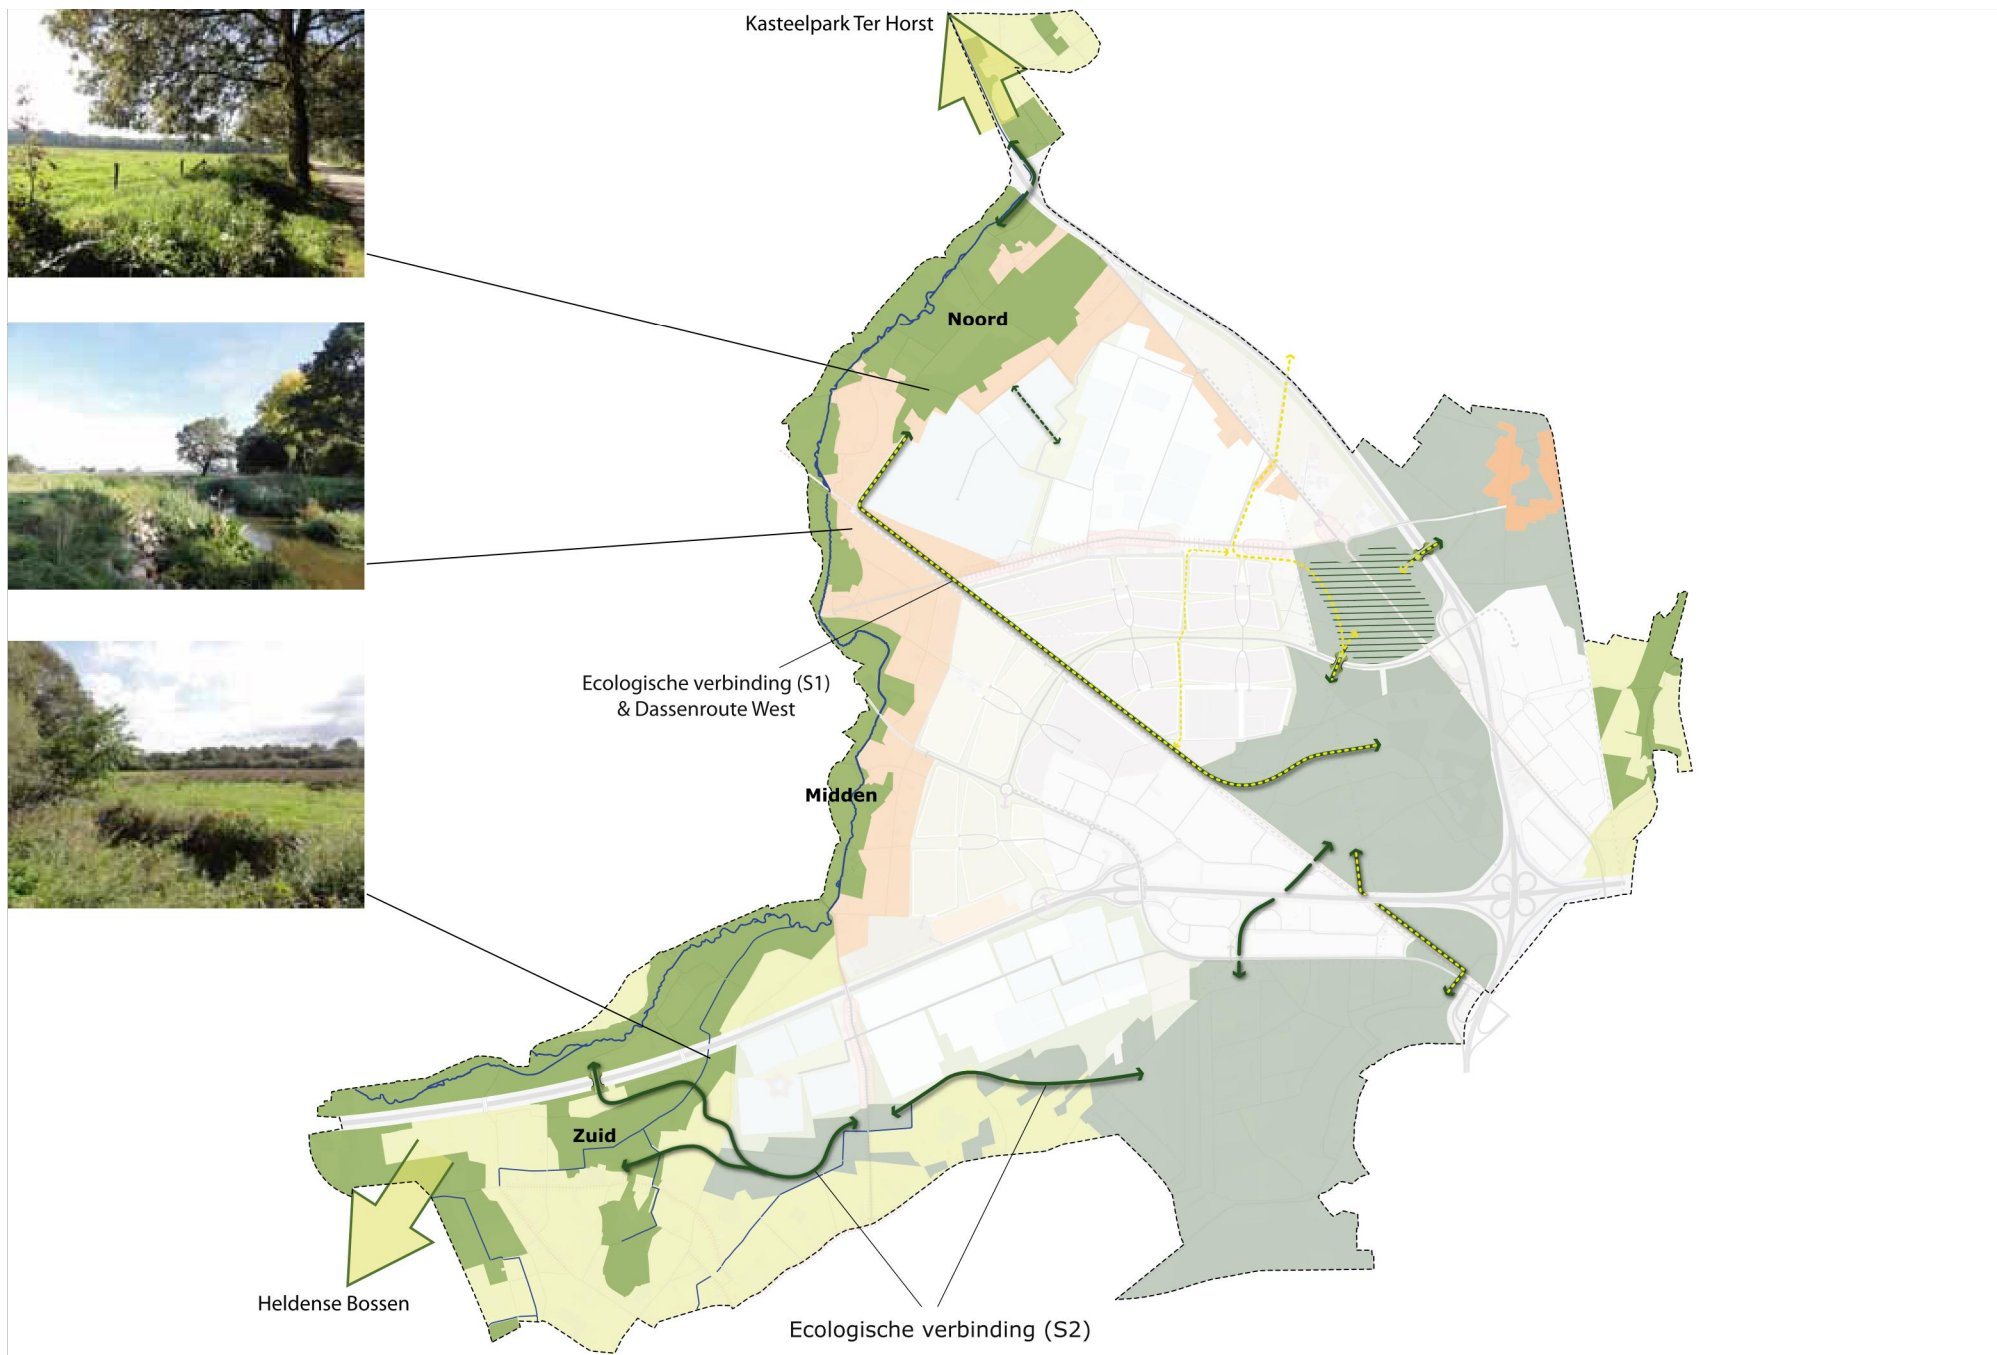 Kasteelpark Ter Horst
Noord
Ecologische verbinding (S1)
& Dassenroute West
Midden
Zuid
Heldense Bossen
Ecologische verbinding (S2)